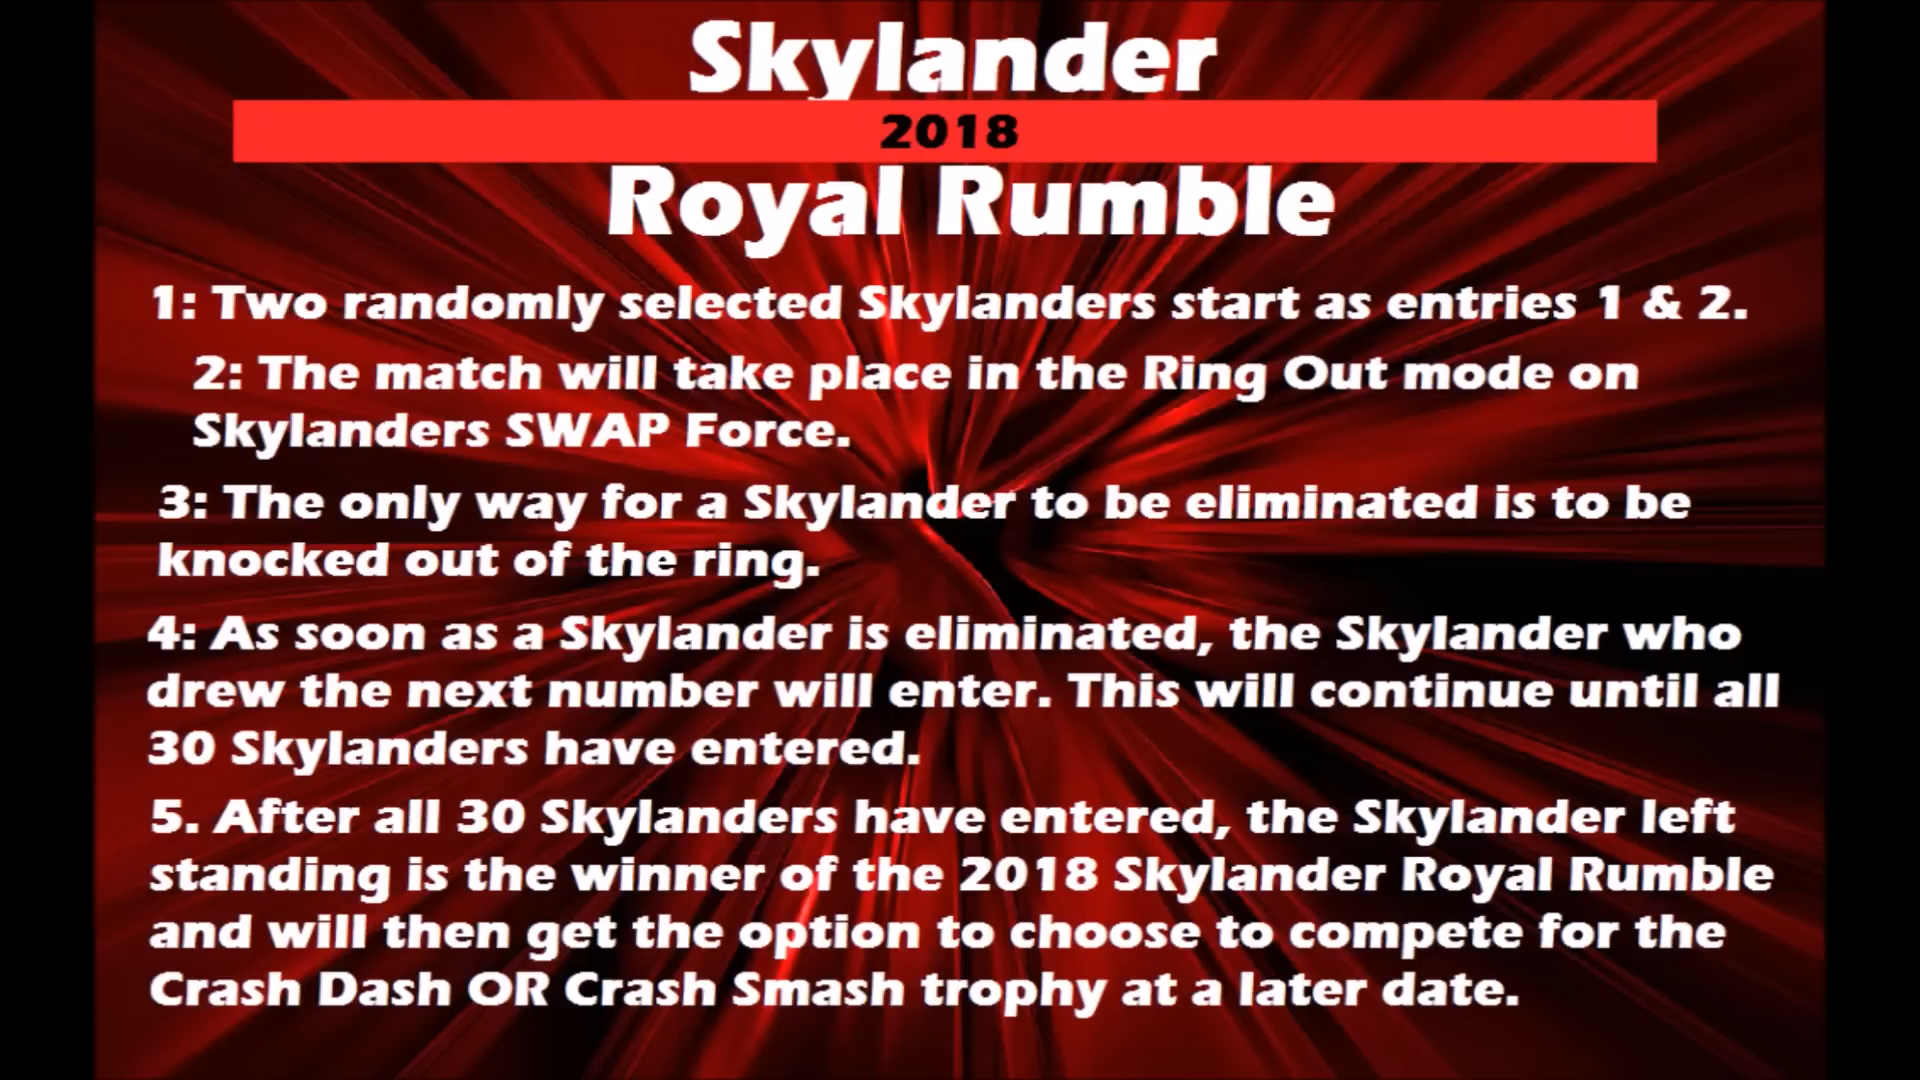 Skylander
2018
Royal Rumble
1: Two randomly selected Skylanders start as entries 1 & 2.
2: The match will take place in the Ring Out mode on
Skylanders SWAP Force.
3: The only way for a Skylander to be eliminated is to be
knocked out of the ring.
4: As soon as a Skylander is eliminated, the Skylander who
drew the next number will enter. This will continue until all
30 Skylanders have entered.
5. After all 30 Skylanders have entered, the Skylander left
standing is the winner of the 2018 Skylander Royal Rumble
and will then get the option to choose to compete for the
Crash Dash OR Crash Smash trophy at a later date.